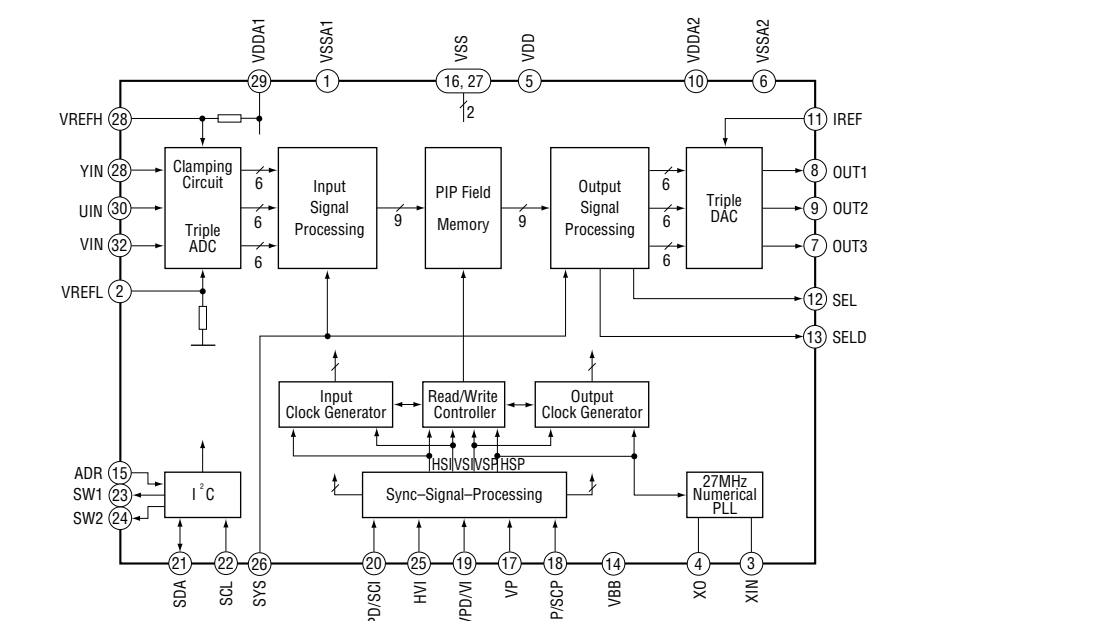 VDDA1
VSSA1
VSS
VDD
VDDA2
VSSA2
29
1
16, 27
5
10
6
2
VREFH 28
11 IREF
YIN 28
UIN 30
VIN 32
VREFL 2
Clamping
Circuit
Triple
ADC
6
6
6
Input
Signal
Processing
9
PIP Field
Memory
9
Output
Signal
Processing
6
6
6
Triple
DAC
8 OUT1
9 OUT2
7 OUT3
12 SEL
13 SELD
Input
Clock Generator
Read/Write
Controller
Output
Clock Generator
HSI VSI VSP HSP
ADR 15
SW1 23
SW2 24
I²C
Sync–Signal–Processing
27MHz
Numerical
PLL
21
22
26
20
25
19
17
18
14
4
3
SDA
SCL
SYS
PD/SCI
HVI
VPD/VI
VP
P/SCP
VBB
XO
XIN